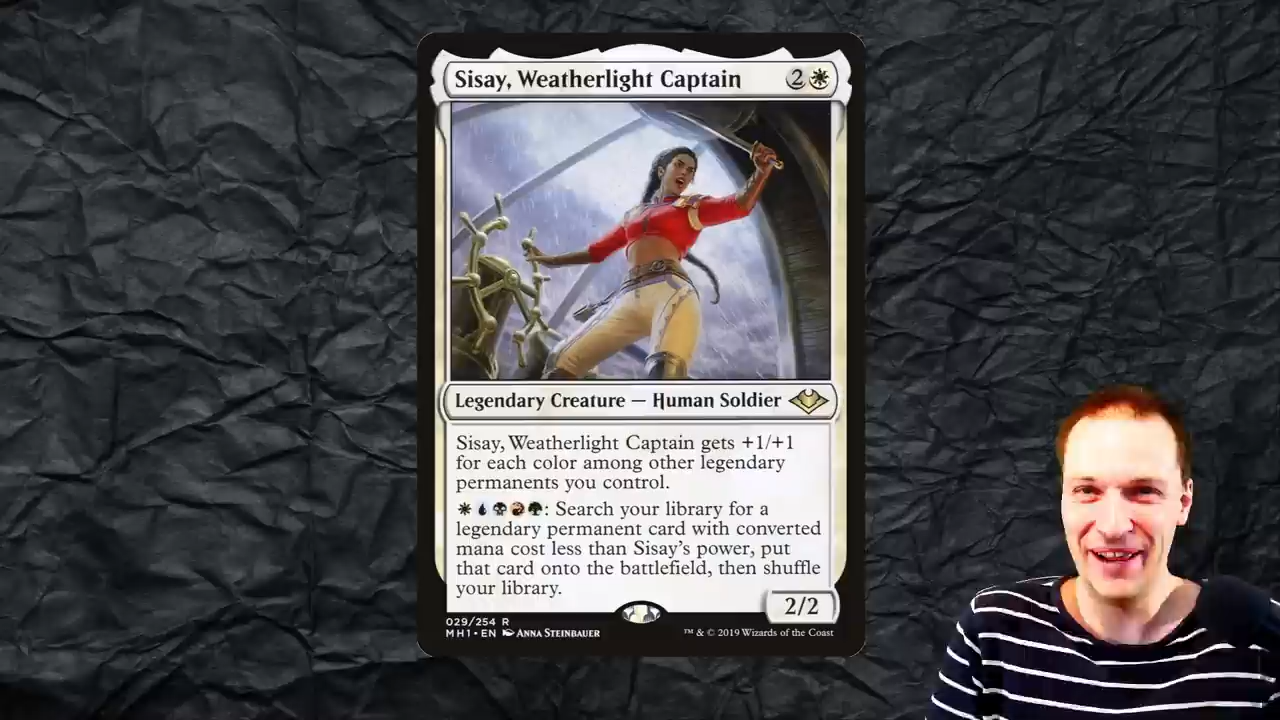 Sisay, Weatherlight Captain 2
Legendary Creature — Human Soldier
Sisay, Weatherlight Captain gets +1/+1
for each color among other legendary
permanents you control.
: Search your library for a
legendary permanent card with converted
mana cost less than Sisay's power, put
that card onto the battlefield, then shuffle
your library.
2/2
029/254 R
MH1 • EN Anna Steinbauer
™ & © 2019 Wizards of the Coast